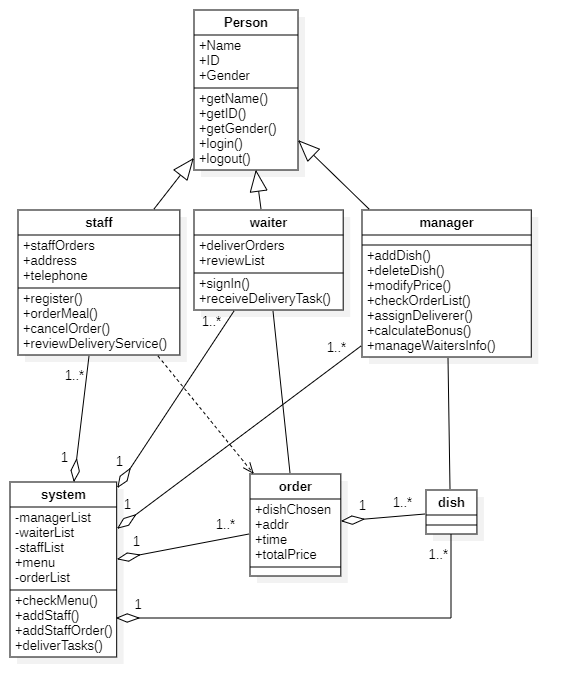 Person
+Name
+ID
+Gender
+getName()
+getID()
+getGender()
+login()
+logout()
staff
+staffOrders
+address
+telephone
+register()
+orderMeal()
+cancelOrder()
+reviewDeliveryService()
waiter
+deliverOrders
+reviewList
+signIn()
+receiveDeliveryTask()
manager
+addDish()
+deleteDish()
+modifyPrice()
+checkOrderList()
+assignDeliverer()
+calculateBonus()
+manageWaitersInfo()
1..*
1..*
1..*
1
1
1
1
1..*
1
1..*
1..*
1
system
-managerList
-waiterList
-staffList
+menu
-orderList
+checkMenu()
+addStaff()
+addStaffOrder()
+deliverTasks()
order
+dishChosen
+addr
+time
+totalPrice
dish